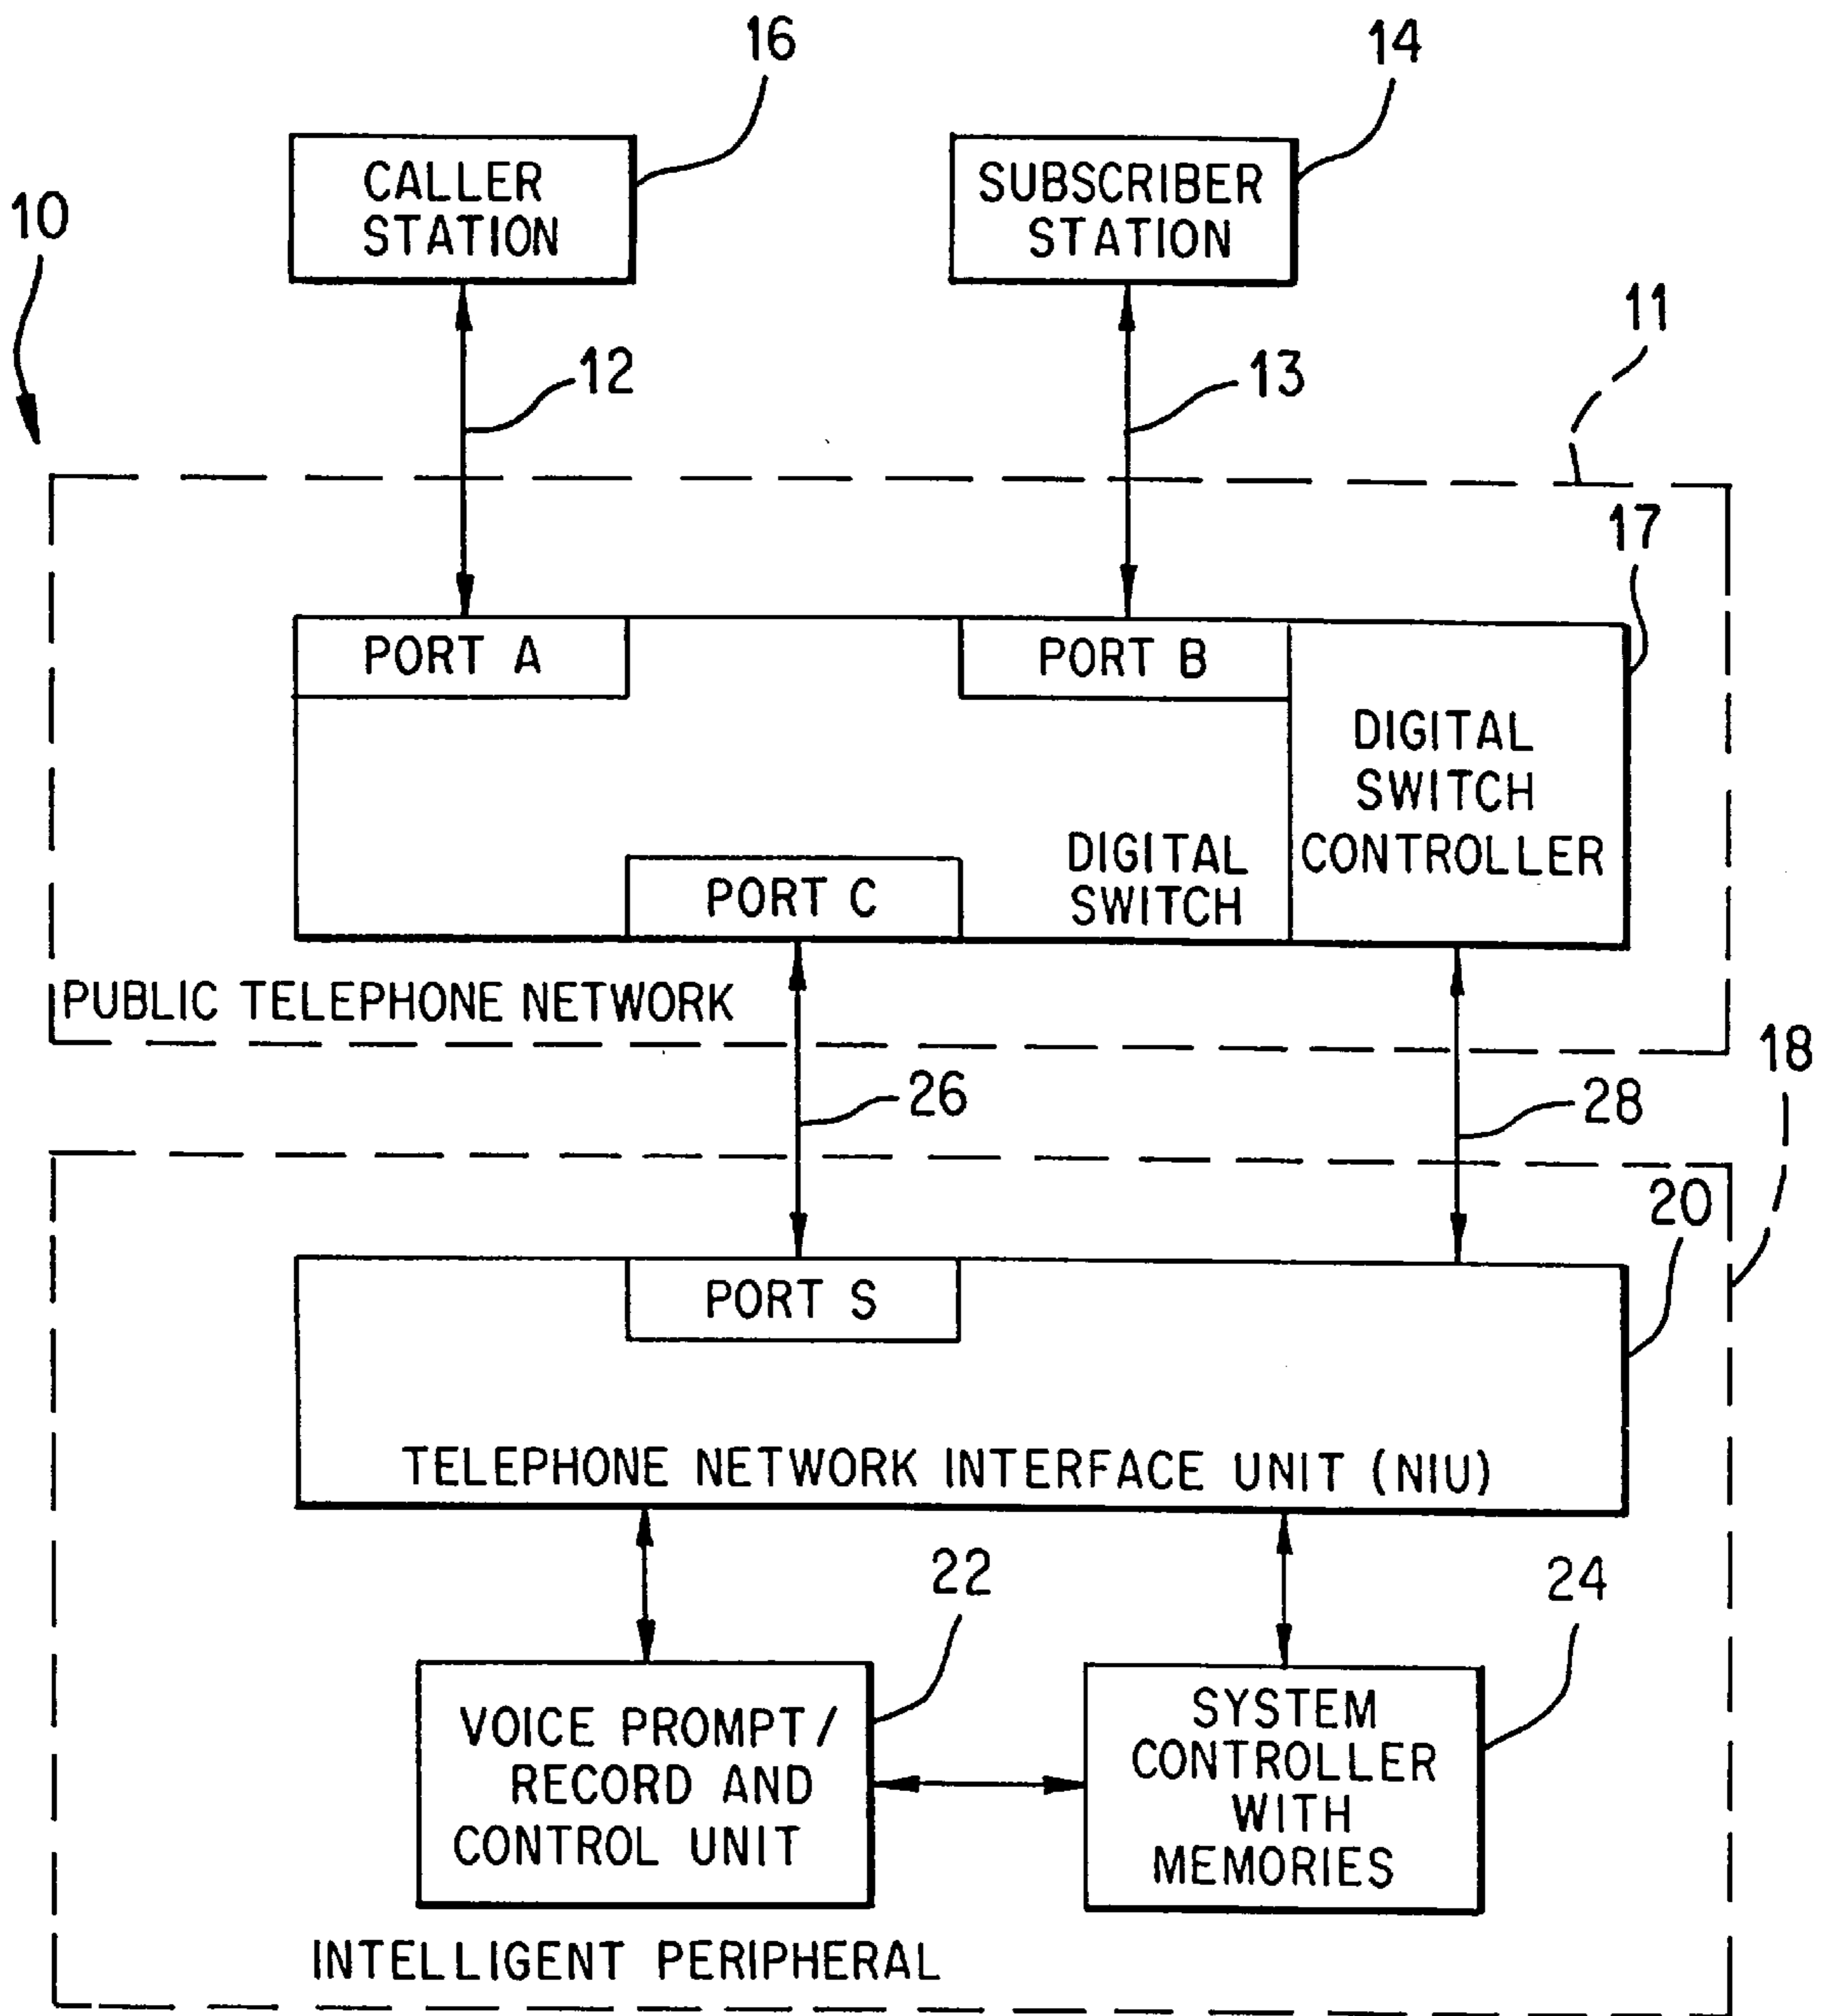 16
14
CALLER
STATION
SUBSCRIBER
STATION
10
11
12
13
17
PORT A
PORT B
DIGITAL
SWITCH
CONTROLLER
DIGITAL
SWITCH
PORT C
PUBLIC TELEPHONE NETWORK
18
26
28
20
PORT S
TELEPHONE NETWORK INTERFACE UNIT (NIU)
22
24
VOICE PROMPT/
RECORD AND
CONTROL UNIT
SYSTEM
CONTROLLER
WITH
MEMORIES
INTELLIGENT PERIPHERAL